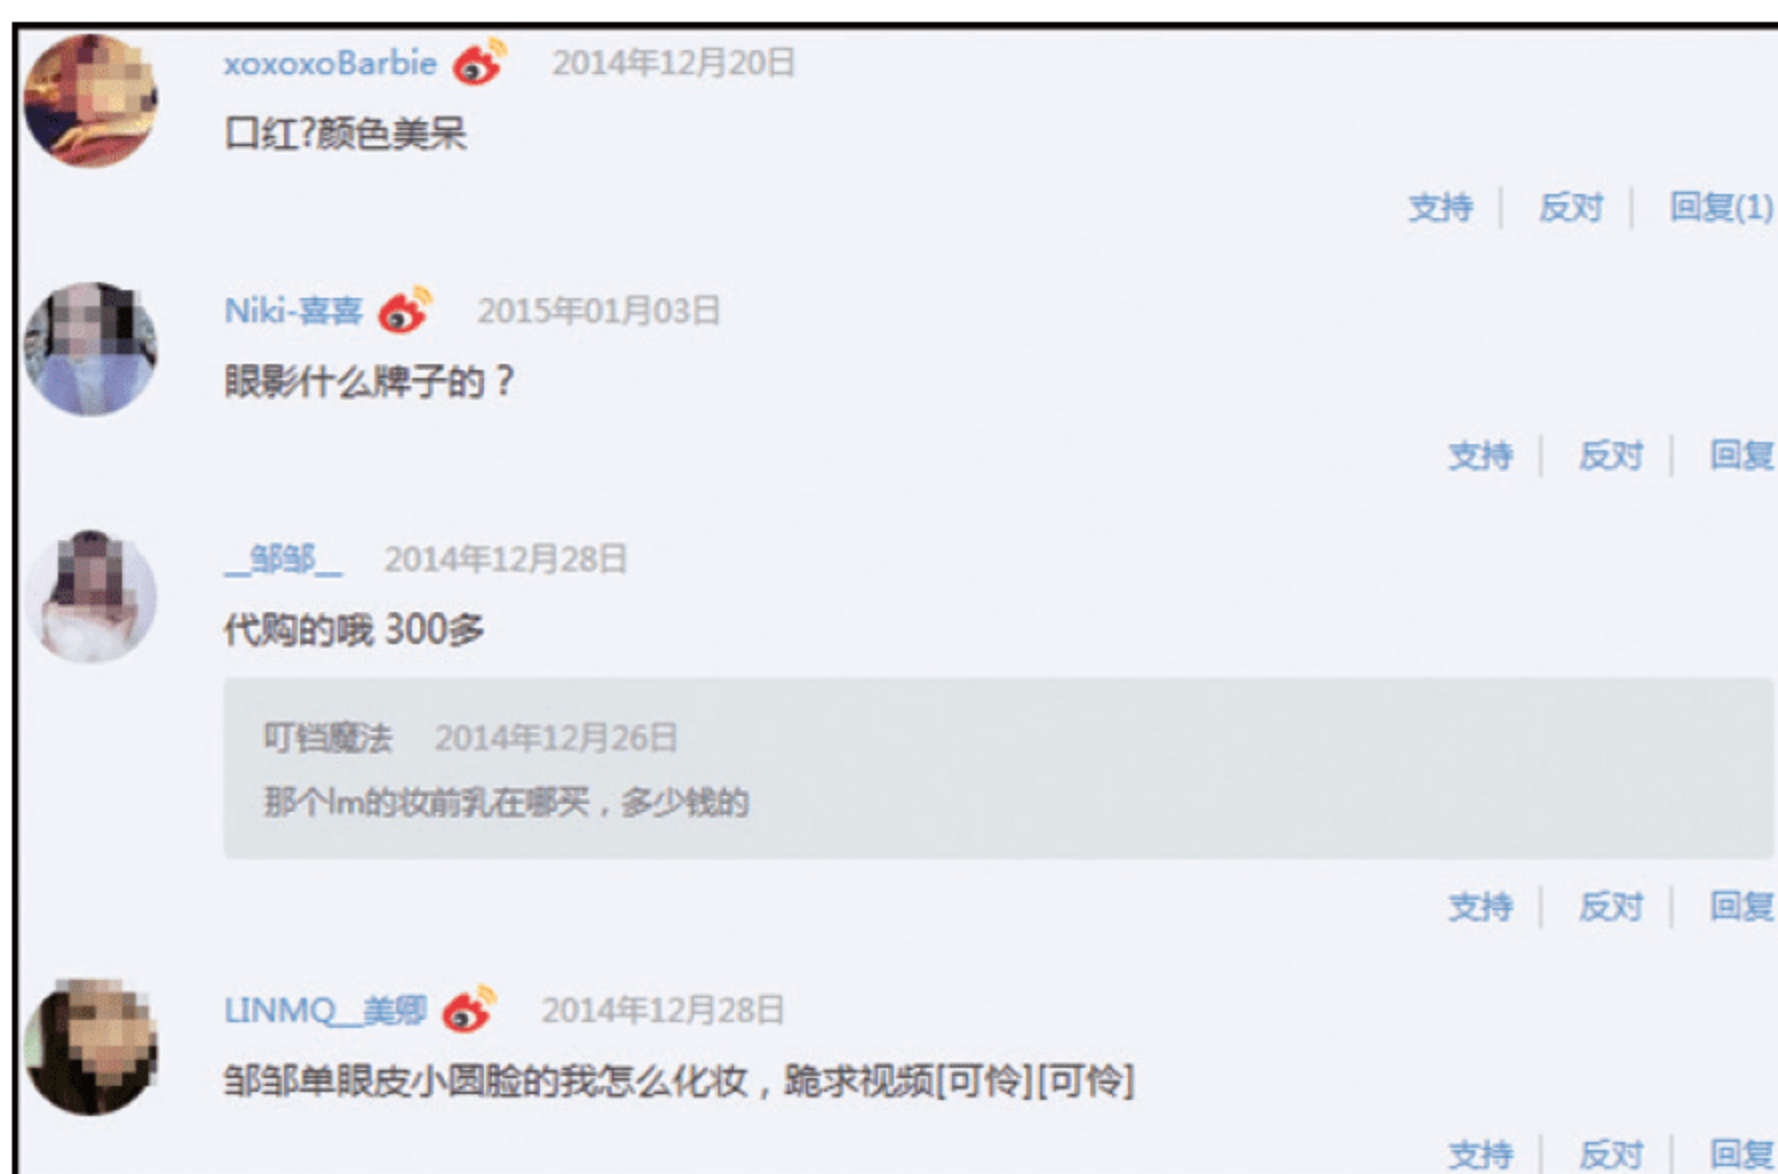 xoxoxoBarbie 2014年12月20日
口红?颜色美呆
支持 反对 回复(1)
Niki-喜喜 2015年01月03日
眼影什么牌子的？
支持 反对 回复
__邹邹__ 2014年12月28日
代购的哦 300多
叮铛魔法 2014年12月26日
那个lm的妆前乳在哪买，多少钱的
支持 反对 回复
LINMQ__美卿 2014年12月28日
邹邹单眼皮小圆脸的我怎么化妆，跪求视频[可怜][可怜]
支持 反对 回复